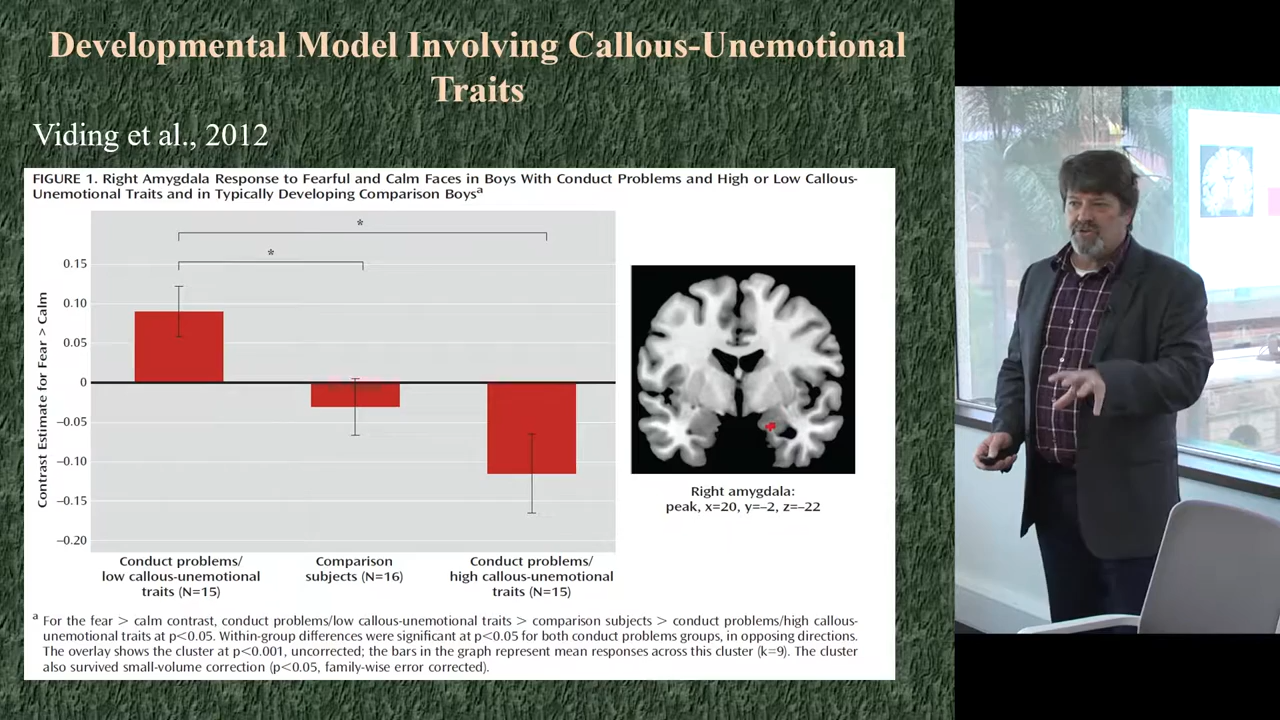 Developmental Model Involving Callous-Unemotional
Traits
Viding et al., 2012
FIGURE 1. Right Amygdala Response to Fearful and Calm Faces in Boys With Conduct Problems and High or Low Callous-
Unemotional Traits and in Typically Developing Comparison Boysa
*
*
0.15
0.10
0.05
0
–0.05
–0.10
–0.15
–0.20
Contrast Estimate for Fear > Calm
Conduct problems/
low callous-unemotional
traits (N=15)
Comparison
subjects (N=16)
Conduct problems/
high callous-unemotional
traits (N=15)
Right amygdala:
peak, x=20, y=–2, z=–22
a For the fear > calm contrast, conduct problems/low callous-unemotional traits > comparison subjects > conduct problems/high callous-
unemotional traits at p<0.05. Within-group differences were significant at p<0.05 for both conduct problems groups, in opposing directions.
The overlay shows the cluster at p<0.001, uncorrected; the bars in the graph represent mean responses across this cluster (k=9). The cluster
also survived small-volume correction (p<0.05, family-wise error corrected).